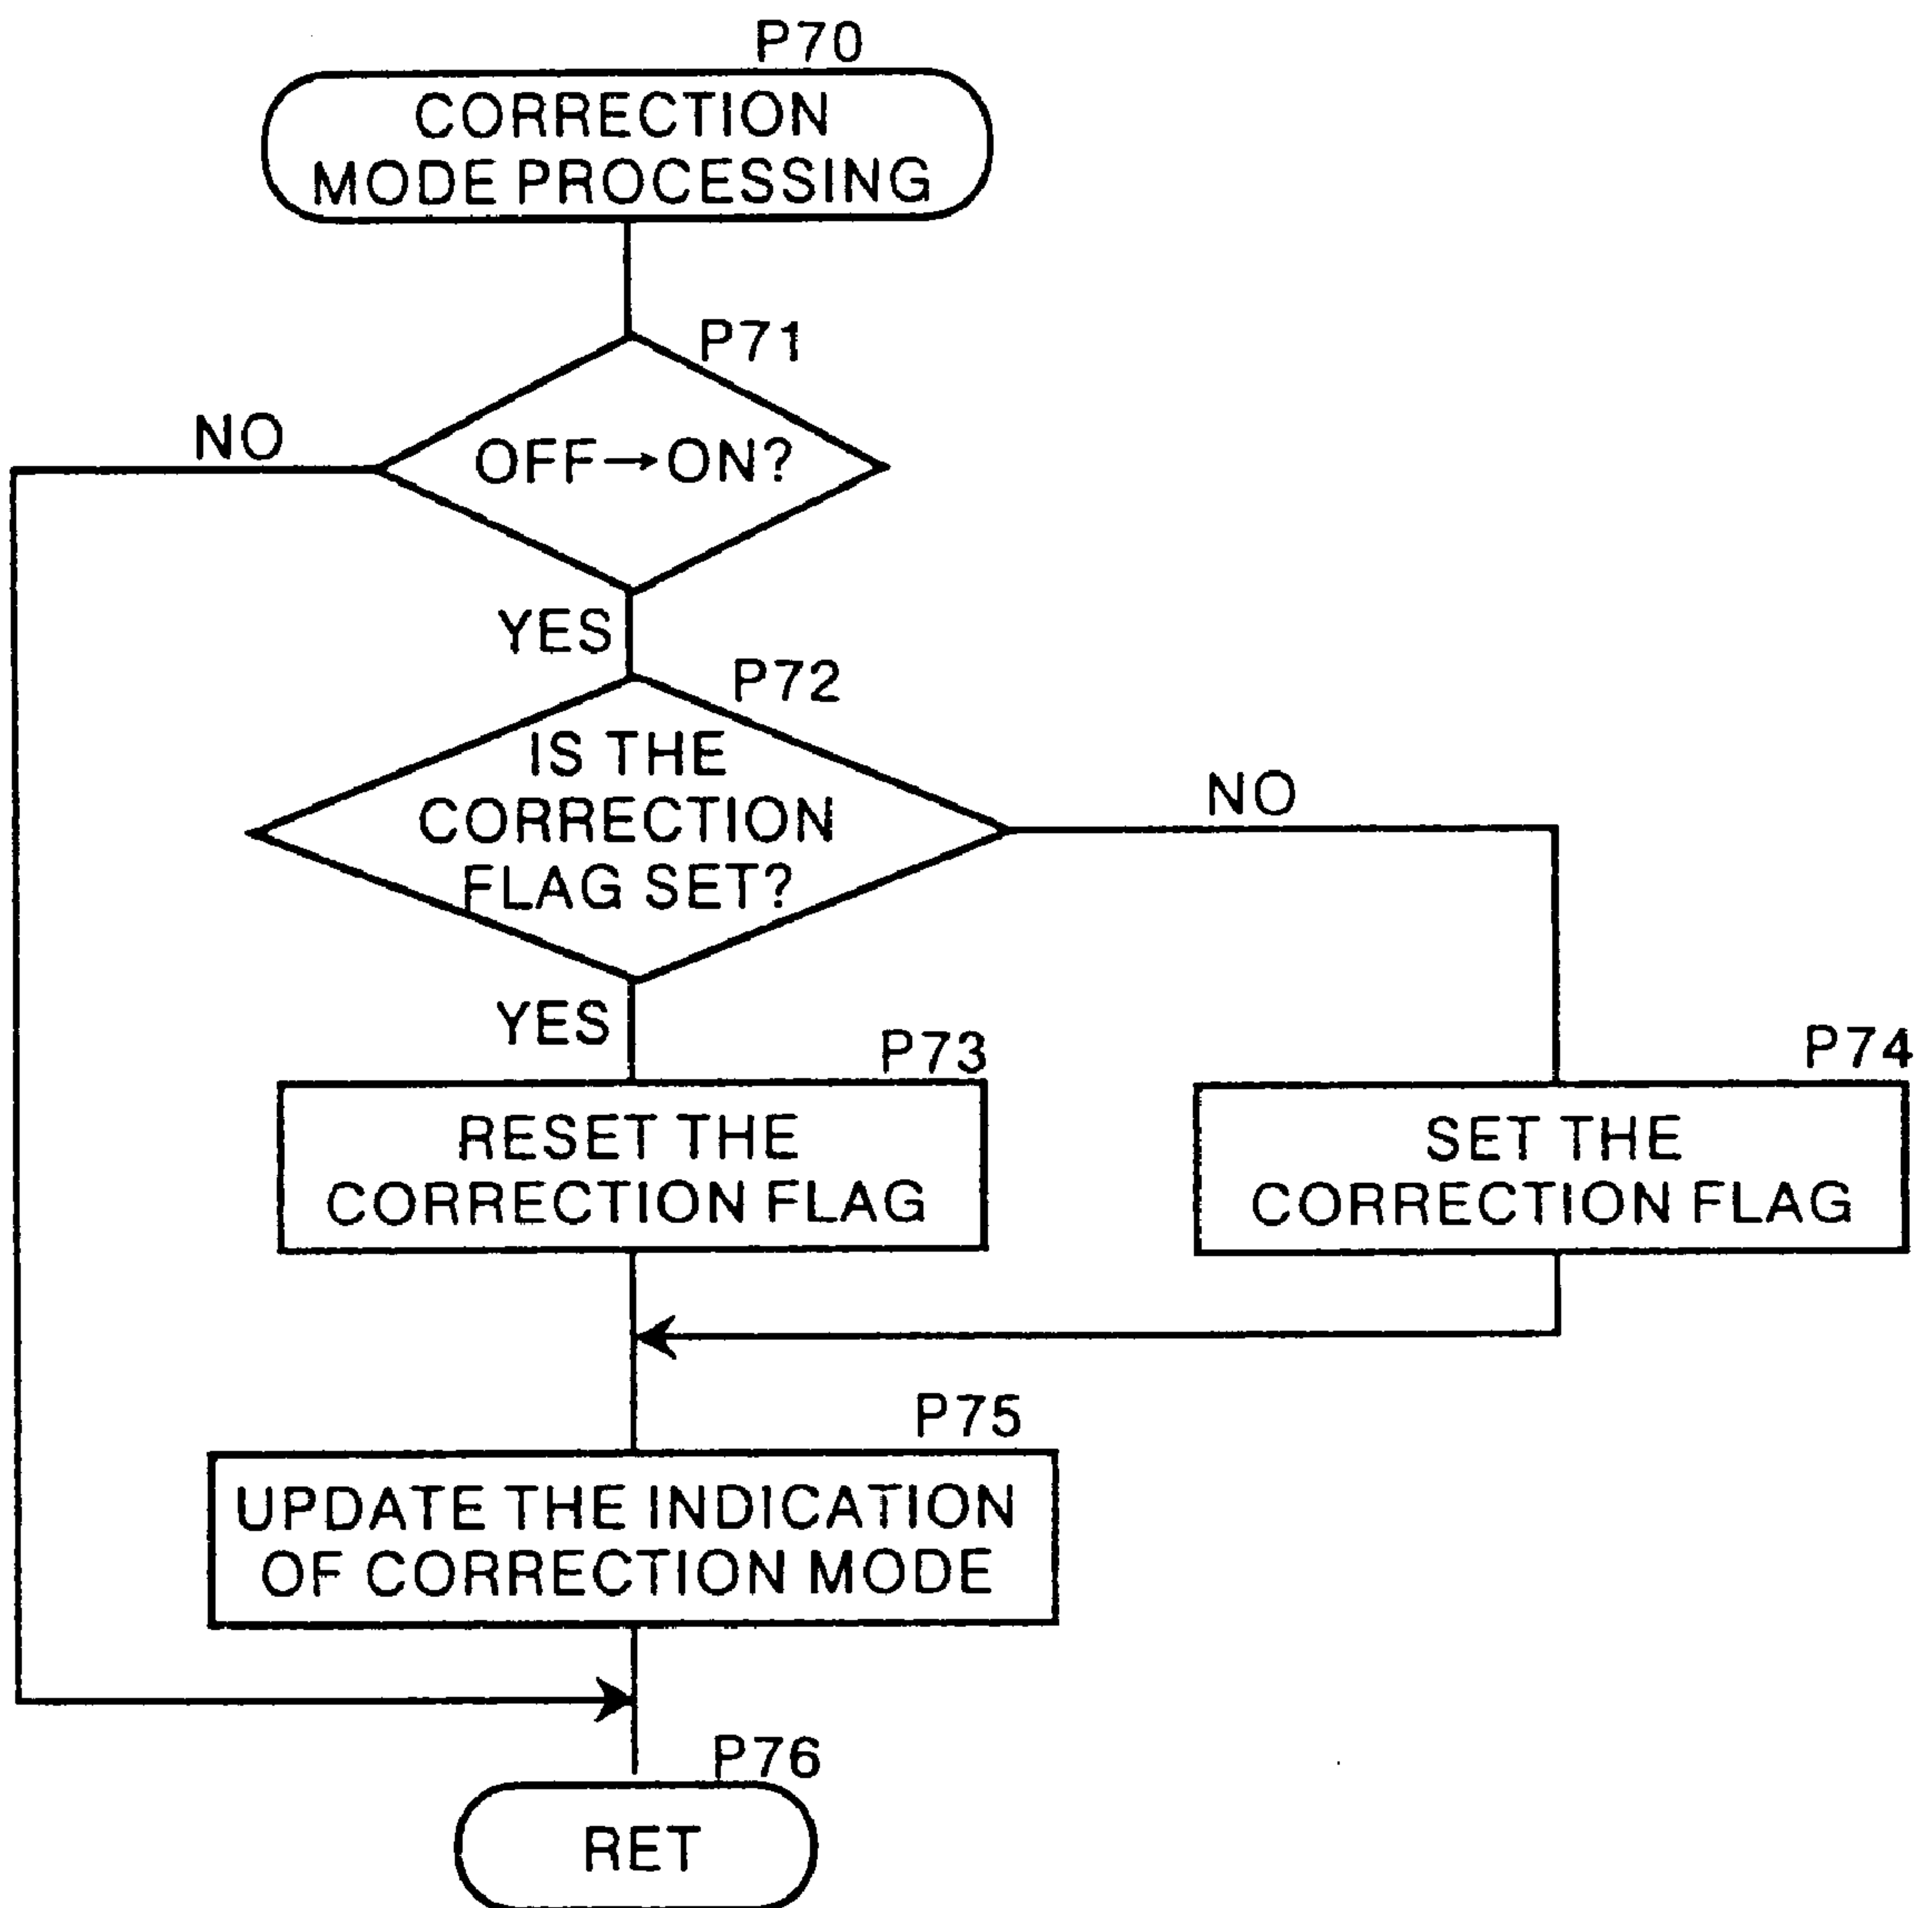 P70
CORRECTION
MODE PROCESSING
P71
NO
OFF→ON?
YES
P72
IS THE
CORRECTION
FLAG SET?
NO
YES
P73
RESET THE
CORRECTION FLAG
P74
SET THE
CORRECTION FLAG
P75
UPDATE THE INDICATION
OF CORRECTION MODE
P76
RET